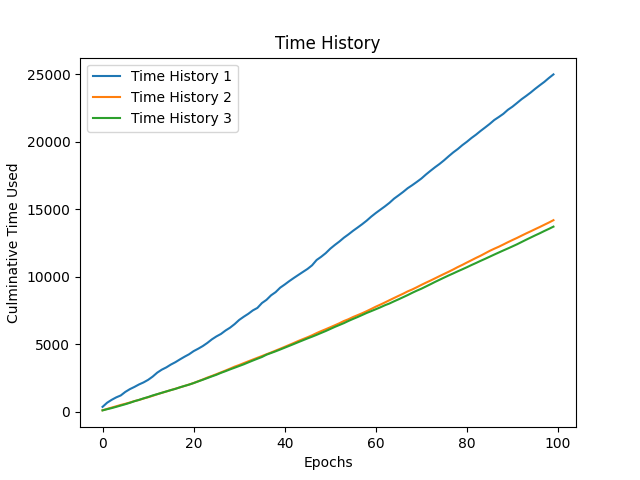 Time History
Time History 1
Time History 2
Time History 3
25000
20000
15000
10000
5000
0
Culminative Time Used
0 20 40 60 80 100
Epochs